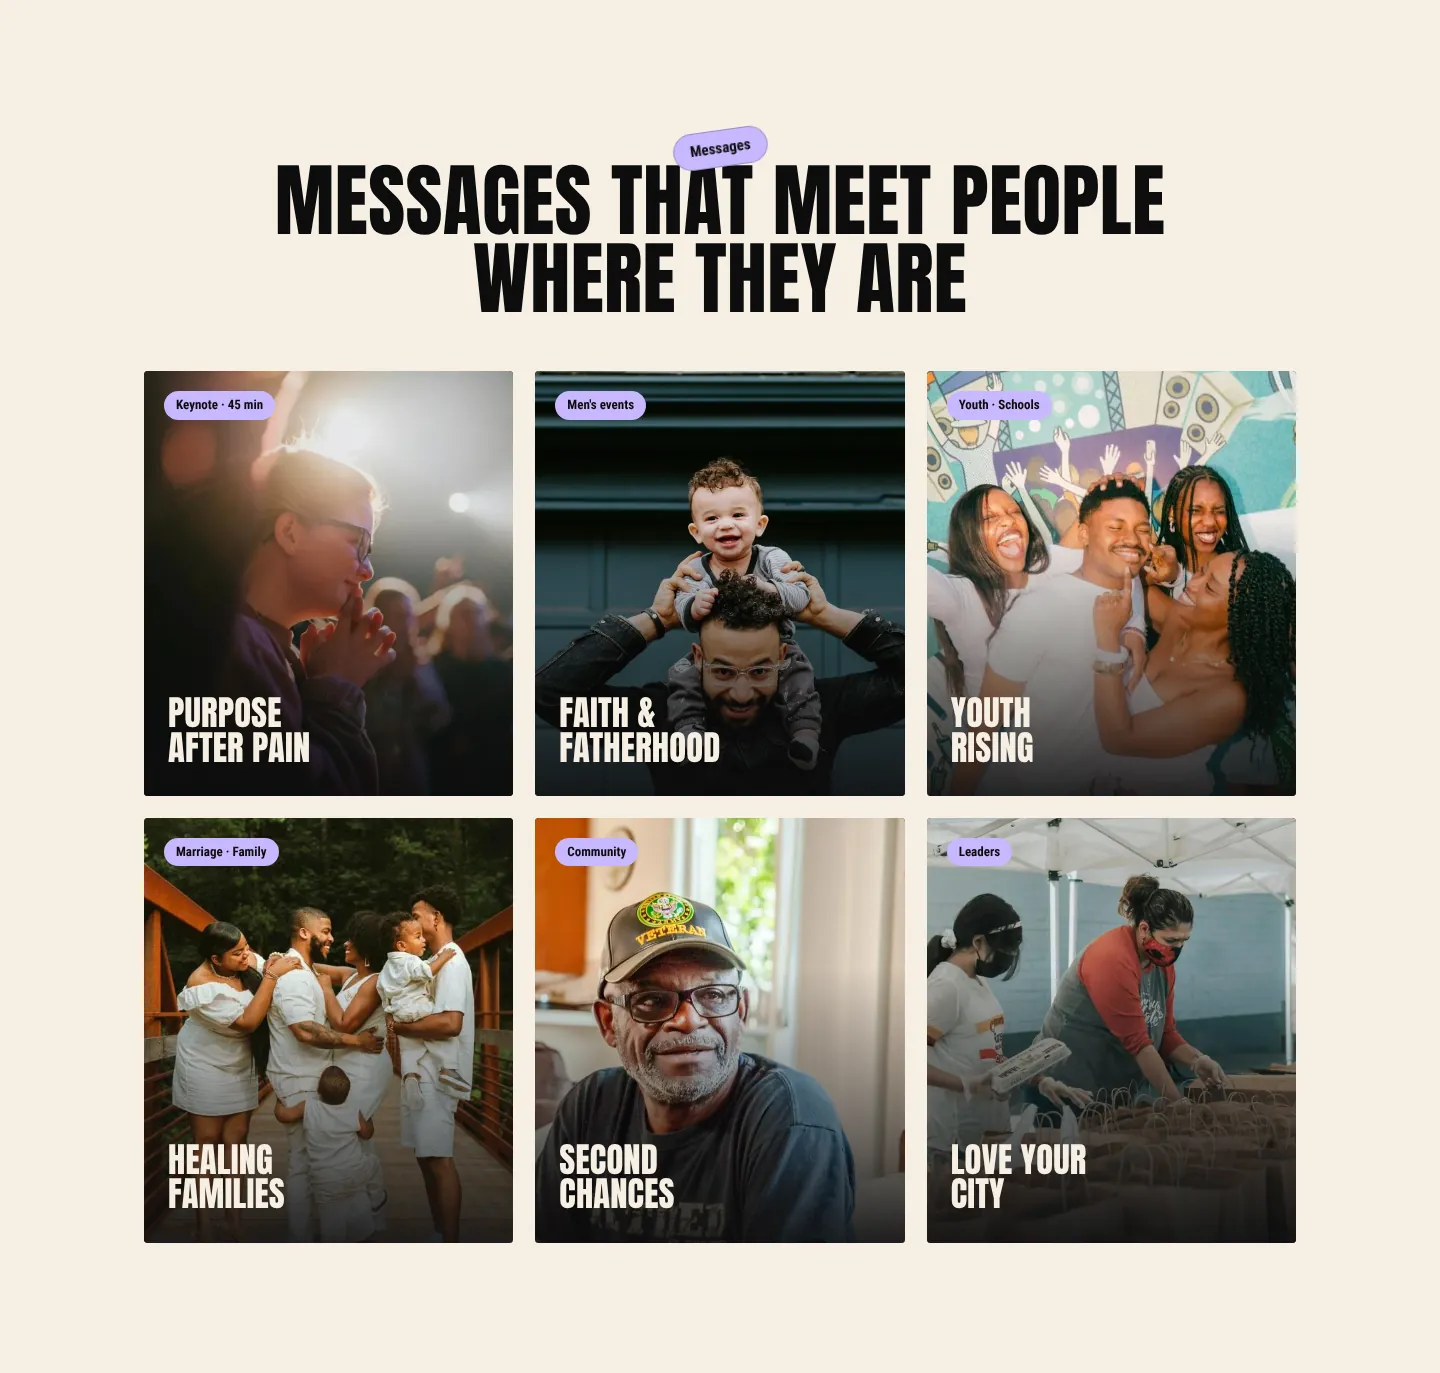 Messages
MESSAGES THAT MEET PEOPLE
WHERE THEY ARE
Keynote · 45 min
PURPOSE
AFTER PAIN
Men's events
FAITH &
FATHERHOOD
Youth · Schools
YOUTH
RISING
Marriage · Family
HEALING
FAMILIES
Community
VETERAN
SECOND
CHANCES
Leaders
LOVE YOUR
CITY